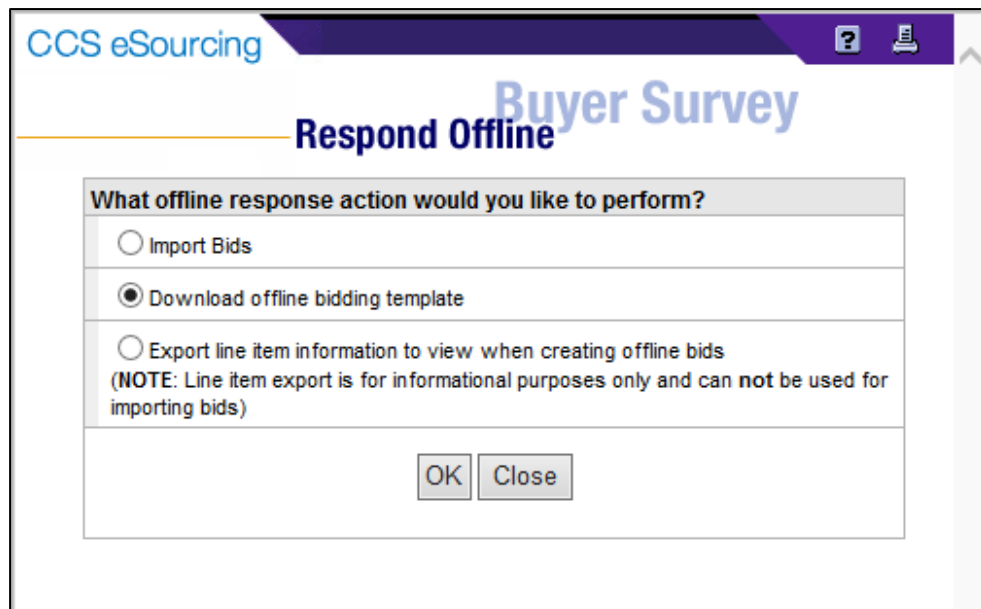 CCS eSourcing
?
Buyer Survey
Respond Offline
What offline response action would you like to perform?
Import Bids
Download offline bidding template
Export line item information to view when creating offline bids
(NOTE: Line item export is for informational purposes only and can not be used for
importing bids)
OK Close